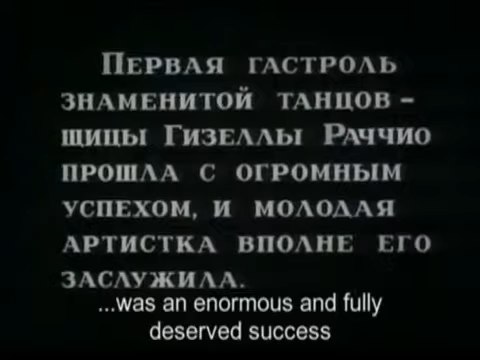 Первая гастроль
знаменитой танцов-
щицы Гизеллы Раччио
прошла с огромным
успехом, и молодая
артистка вполне его
заслужила.
...was an enormous and fully
deserved success